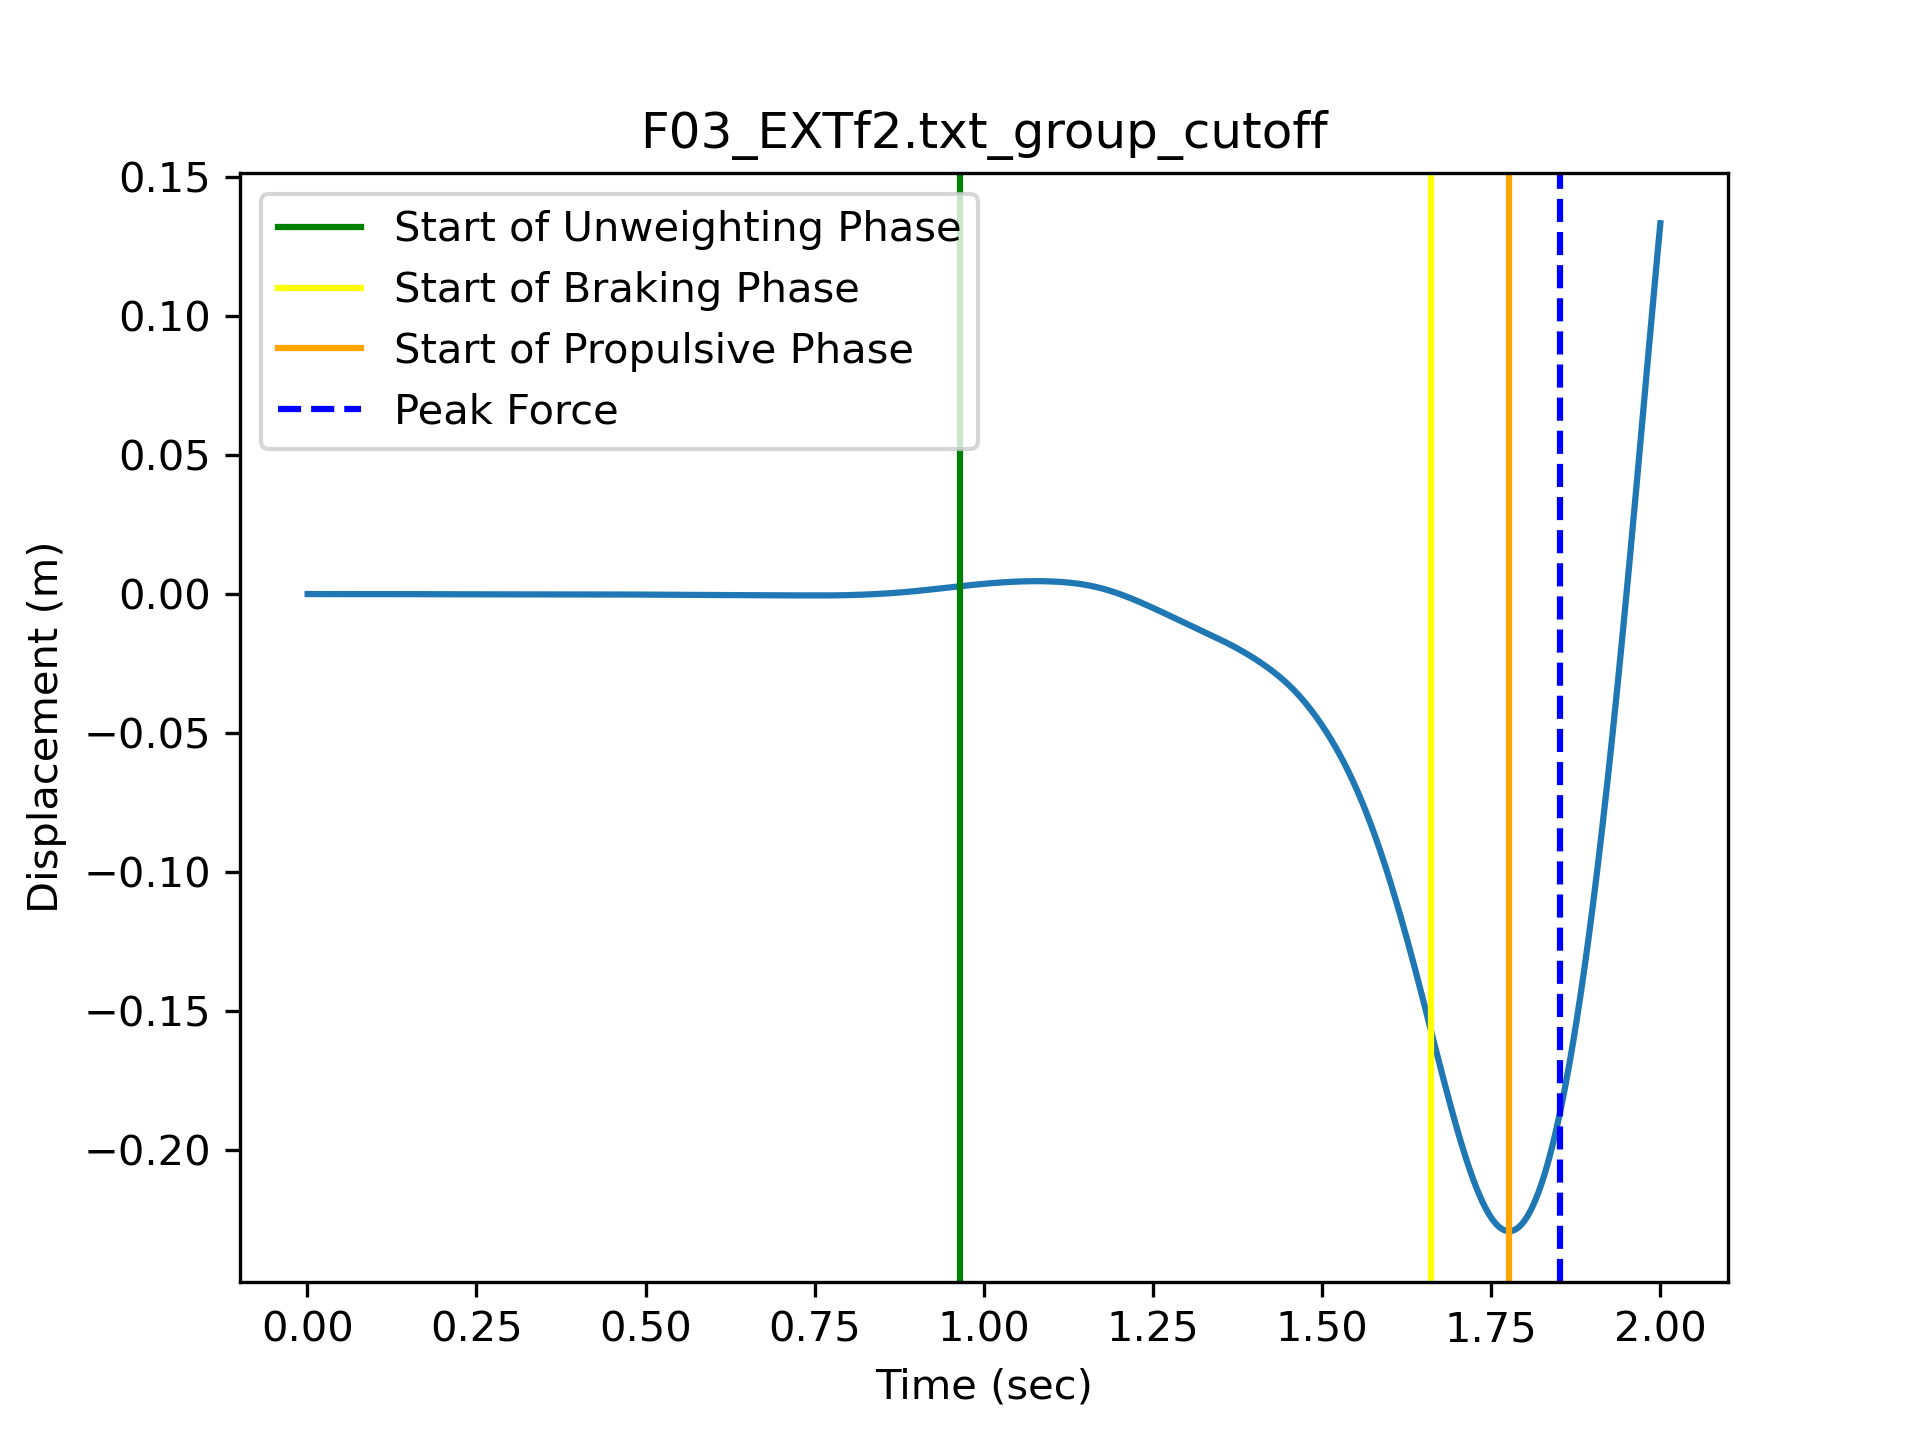 F03_EXTf2.txt_group_cutoff
0.15
0.10
0.05
0.00
−0.05
−0.10
−0.15
−0.20
Displacement (m)
Start of Unweighting Phase
Start of Braking Phase
Start of Propulsive Phase
Peak Force
0.00 0.25 0.50 0.75 1.00 1.25 1.50 1.75 2.00
Time (sec)